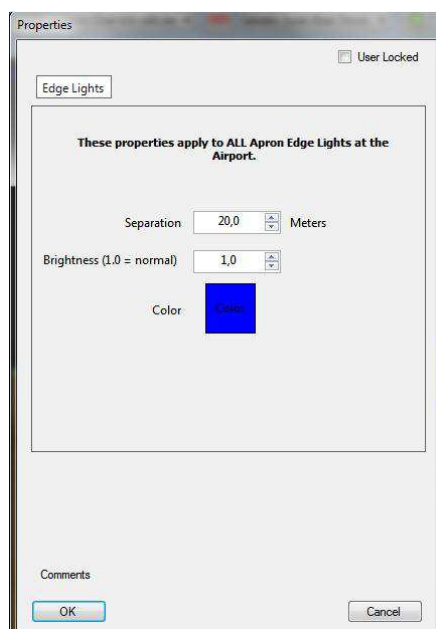 Properties
User Locked
Edge Lights
These properties apply to ALL Apron Edge Lights at the
Airport.
Separation 20,0 Meters
Brightness (1.0 = normal) 1,0
Color Color
Comments
OK Cancel